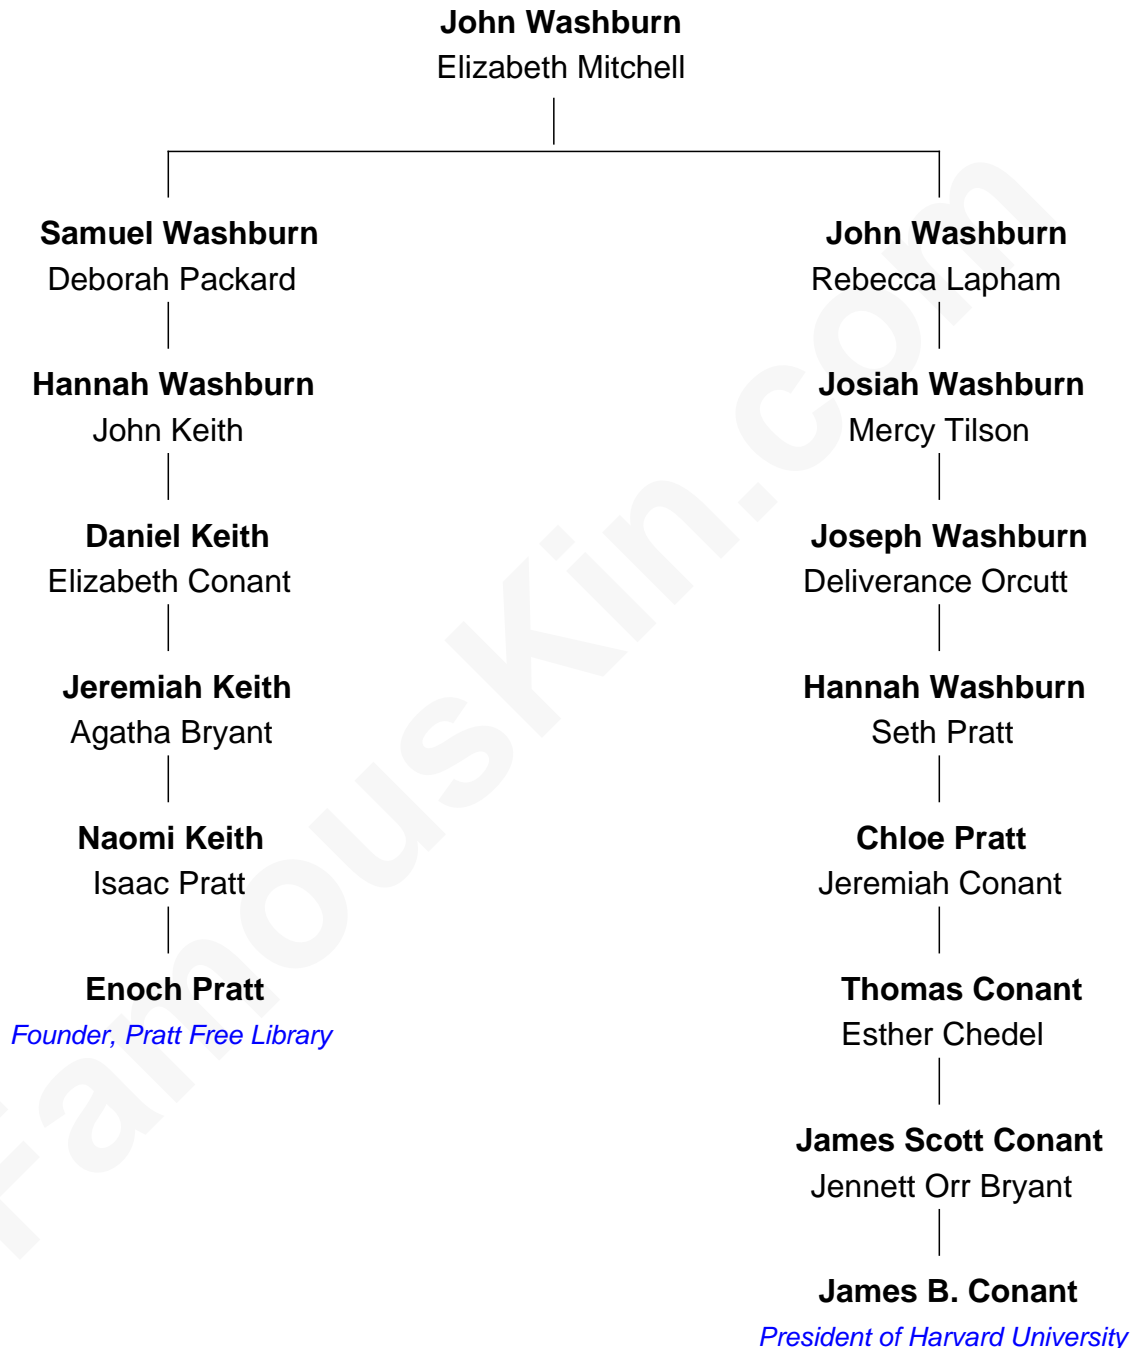 John Washburn
Elizabeth Mitchell
Samuel Washburn
Deborah Packard
Hannah Washburn
John Keith
Daniel Keith
Elizabeth Conant
Jeremiah Keith
Agatha Bryant
Naomi Keith
Isaac Pratt
Enoch Pratt
Founder, Pratt Free Library
John Washburn
Rebecca Lapham
Josiah Washburn
Mercy Tilson
Joseph Washburn
Deliverance Orcutt
Hannah Washburn
Seth Pratt
Chloe Pratt
Jeremiah Conant
Thomas Conant
Esther Chedel
James Scott Conant
Jennett Orr Bryant
James B. Conant
President of Harvard University
FamousKin.com